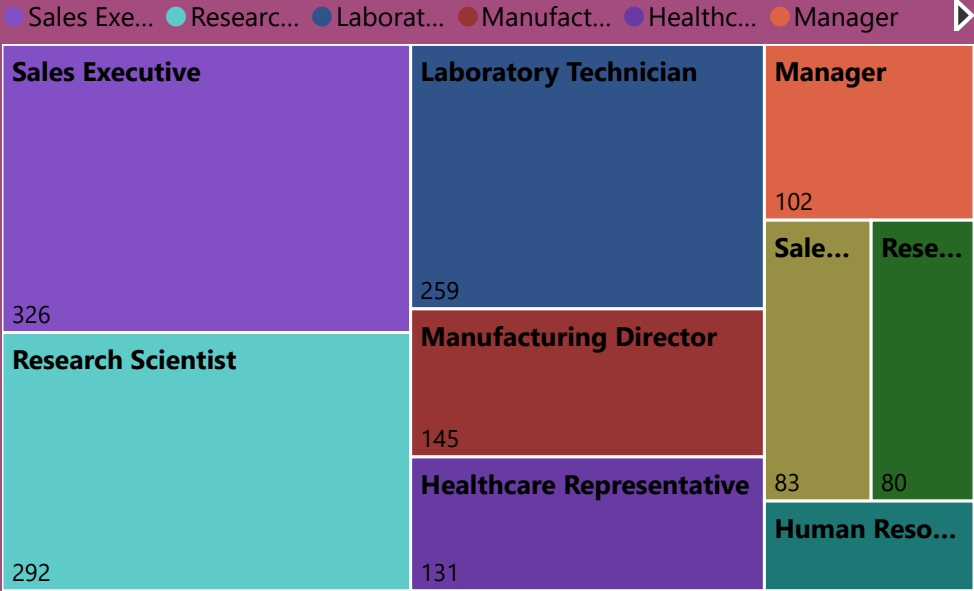 Sales Exe... Researc... Laborat... Manufact... Healthc... Manager
Sales Executive
326
Research Scientist
292
Laboratory Technician
259
Manufacturing Director
145
Healthcare Representative
131
Manager
102
Sale...
83
Rese...
80
Human Reso...